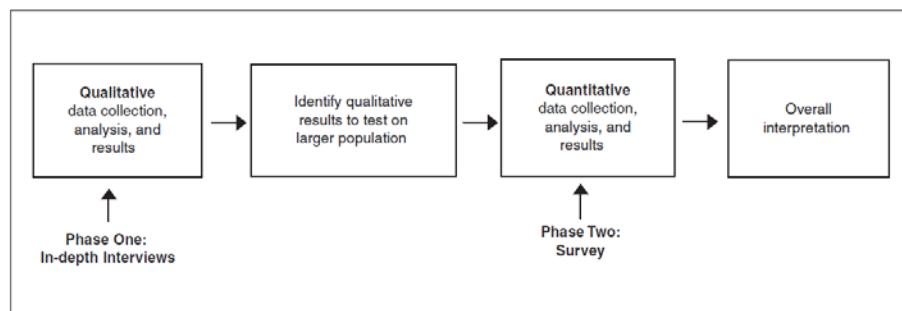 Qualitative
data collection,
analysis, and
results
Identify qualitative
results to test on
larger population
Quantitative
data collection,
analysis, and
results
Overall
interpretation
Phase One:
In-depth Interviews
Phase Two:
Survey